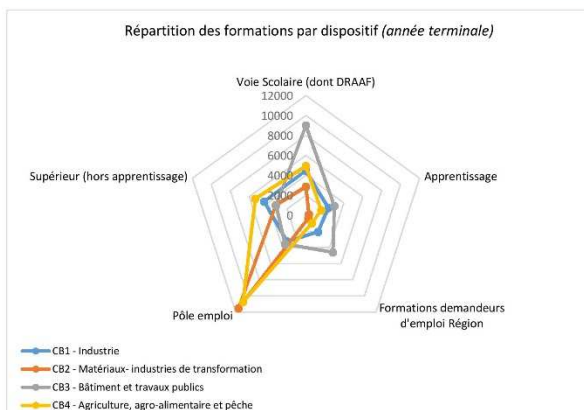 Répartition des formations par dispositif (année terminale)
Voie Scolaire (dont DRAAF)
12000
10000
8000
6000
4000
2000
0
Apprentissage
Formations demandeurs
d'emploi Région
Pôle emploi
Supérieur (hors apprentissage)
CB1 - Industrie
CB2 - Matériaux- industries de transformation
CB3 - Bâtiment et travaux publics
CB4 - Agriculture, agro-alimentaire et pêche